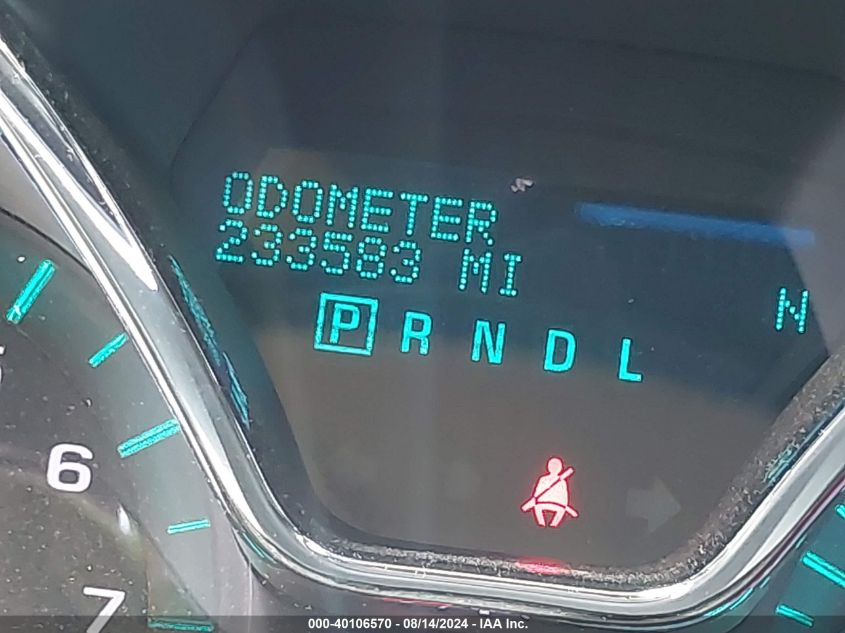 ODOMETER
233583 MI
N
P R N D L
6
7
000-40106570 - 08/14/2024 - IAA Inc.